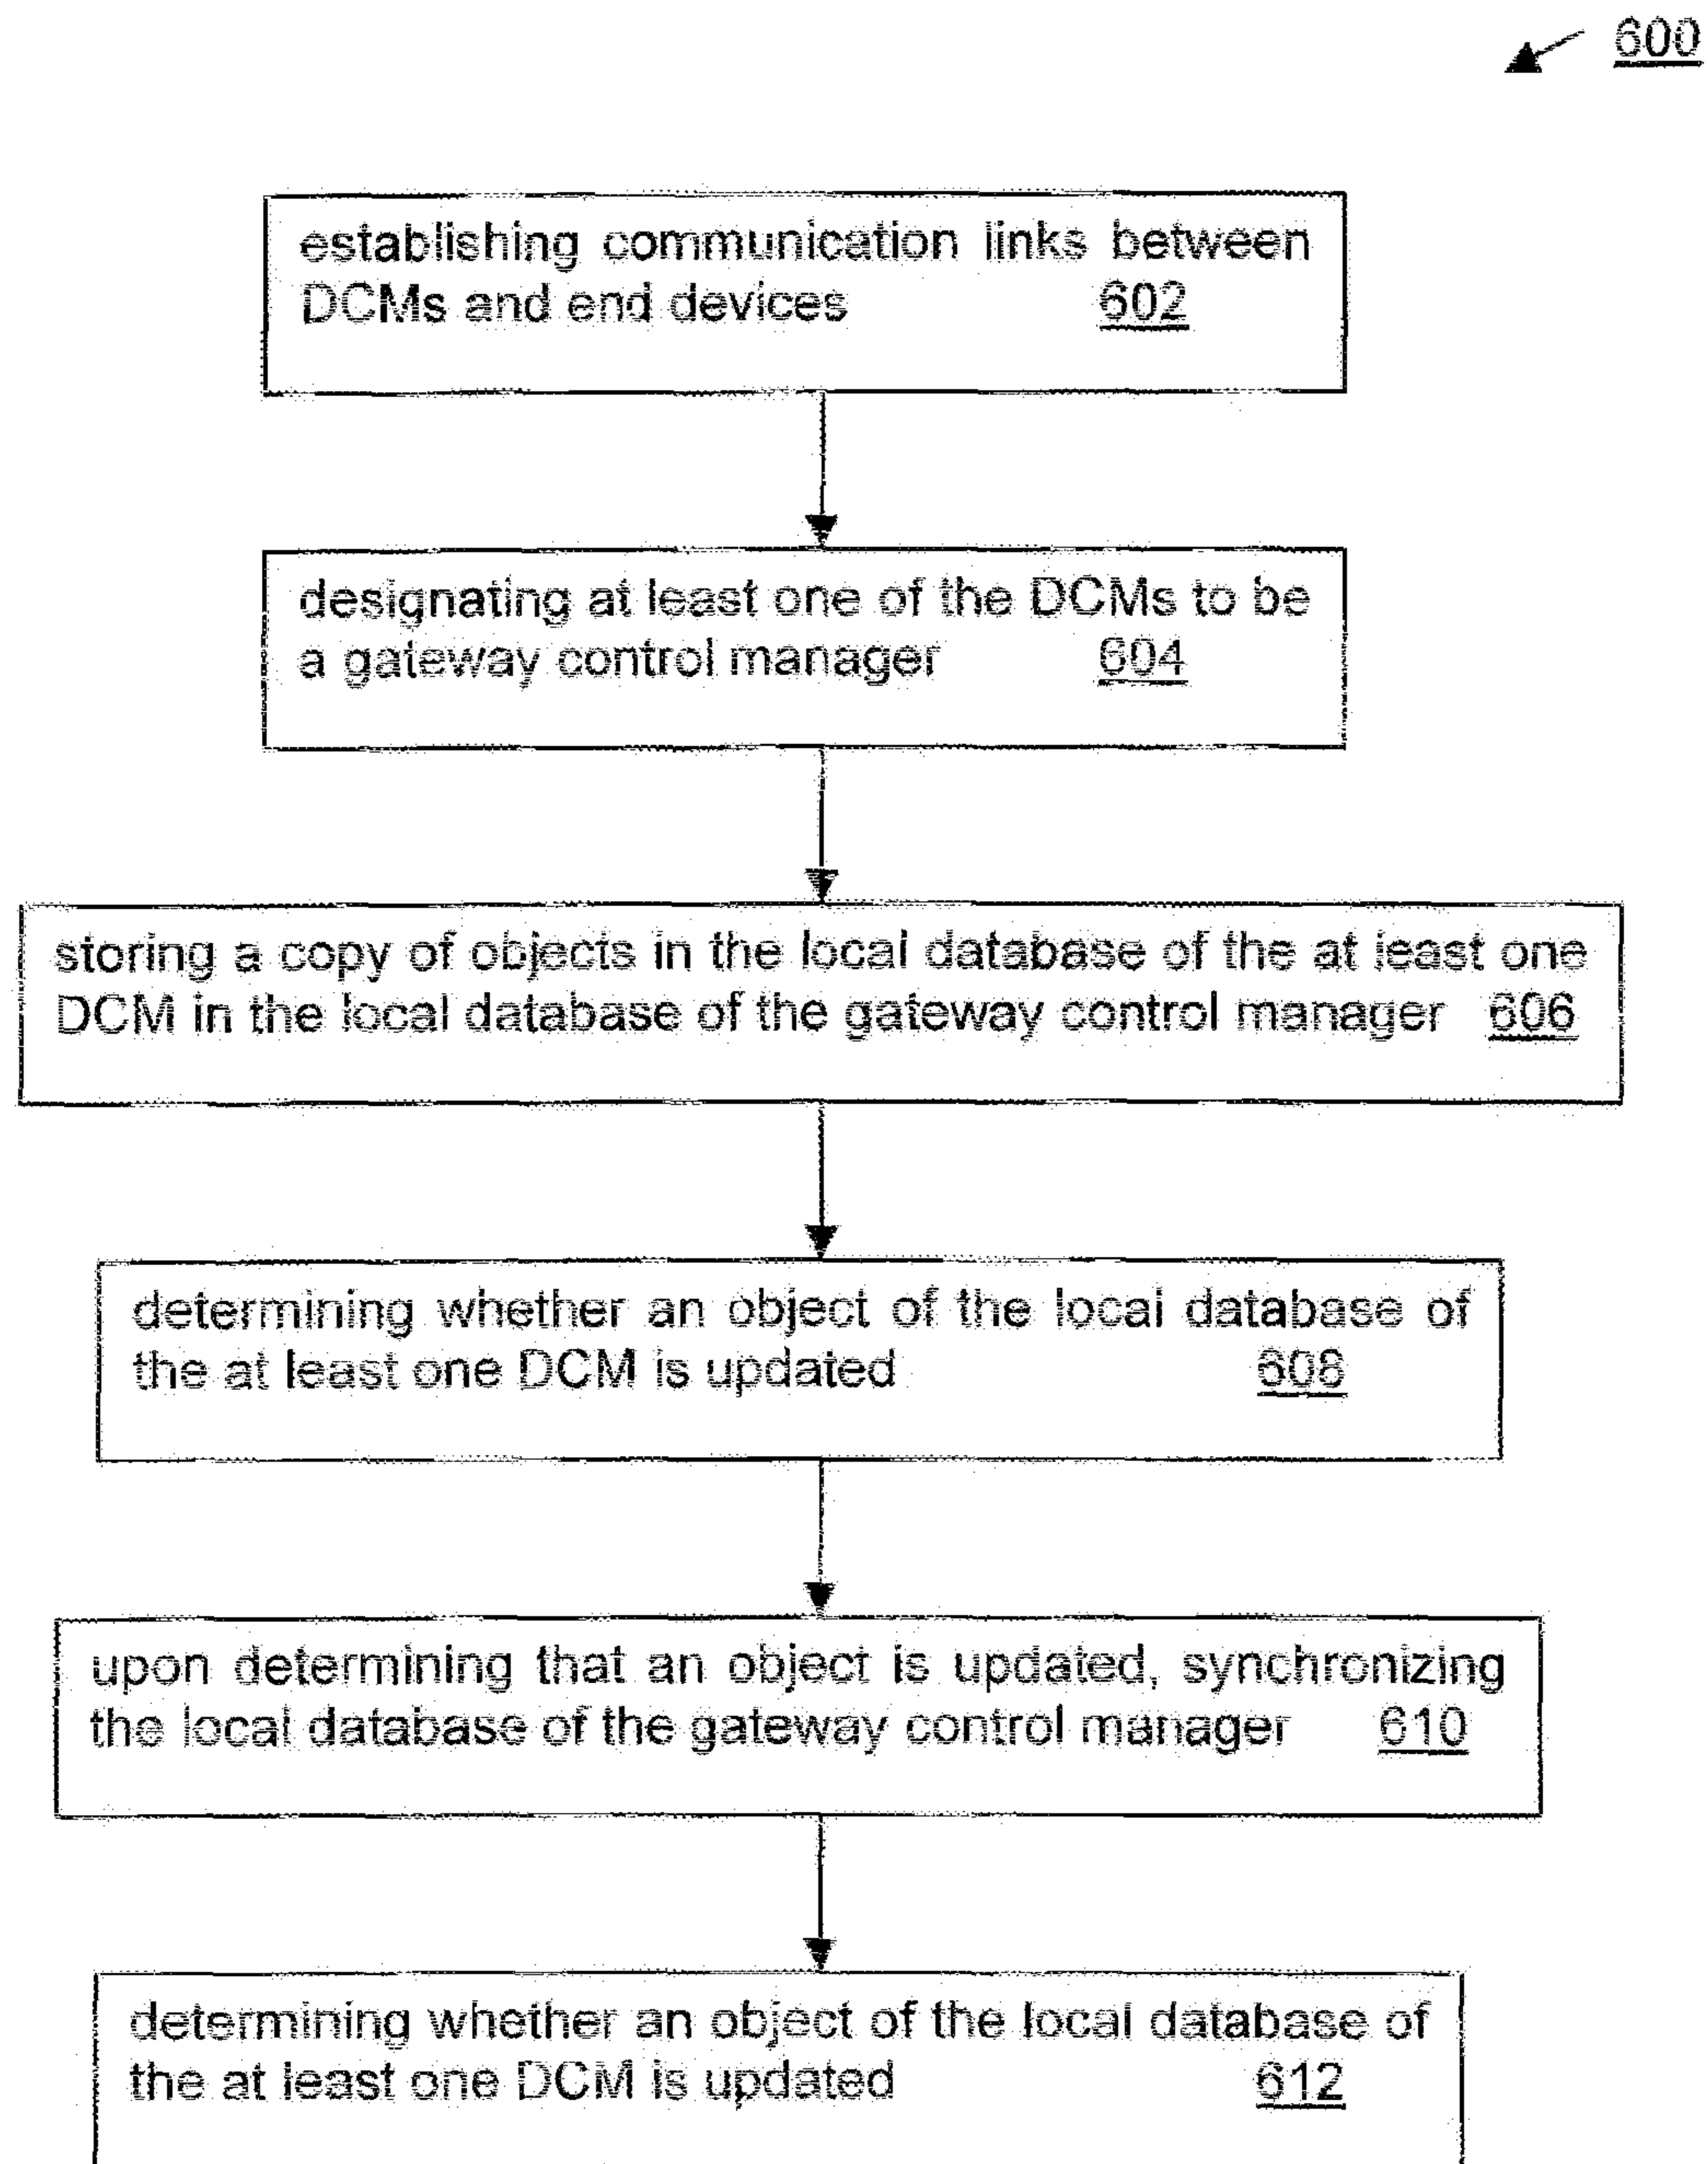 600
establishing communication links between
DCMs and end devices 602
designating at least one of the DCMs to be
a gateway control manager 604
storing a copy of objects in the local database of the at least one
DCM in the local database of the gateway control manager 606
determining whether an object of the local database of
the at least one DCM is updated 608
upon determining that an object is updated, synchronizing
the local database of the gateway control manager 610
determining whether an object of the local database of
the at least one DCM is updated 612